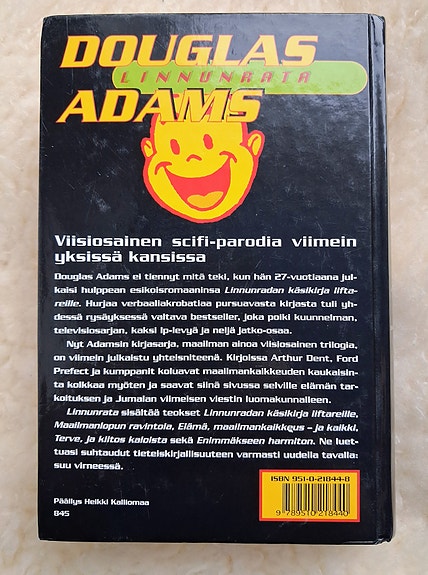 DOUGLAS
LINNUNRATA
ADAMS
Viisiosainen scifi-parodia viimein
yksissä kansissa
Douglas Adams ei tiennyt mitä teki, kun hän 27-vuotiaana jul-
kaisi hulppean esikoisromaaninsa Linnunradan käsikirja lifta-
reille. Hurjaa verbaaliakrobatiaa pursuavasta kirjasta tuli yh-
dessä rysäyksessä valtava bestseller, joka poiki kuunnelman,
televisiosarjan, kaksi lp-levyä ja neljä jatko-osaa.
Nyt Adamsin kirjasarja, maailman ainoa viisiosainen trilogia,
on viimein julkaistu yhteisniteenä. Kirjoissa Arthur Dent, Ford
Prefect ja kumppanit koluavat maailmankaikkeuden kaukaisin-
ta kolkkaa myöten ja saavat siinä sivussa selville elämän tar-
koituksen ja Jumalan viimeisen viestin luomakunnalleen.
Linnunrata sisältää teokset Linnunradan käsikirja liftareille,
Maailmanlopun ravintola, Elämä, maailmankaikkeus – ja kaikki,
Terve, ja kiitos kaloista sekä Enimmäkseen harmiton. Ne luet-
tuasi suhtaudut tieteiskirjallisuuteen varmasti uudella tavalla:
suu virneessä.
ISBN 951-0-21844-8
Päällys Heikki Kalliomaa
845
9 789510 218440